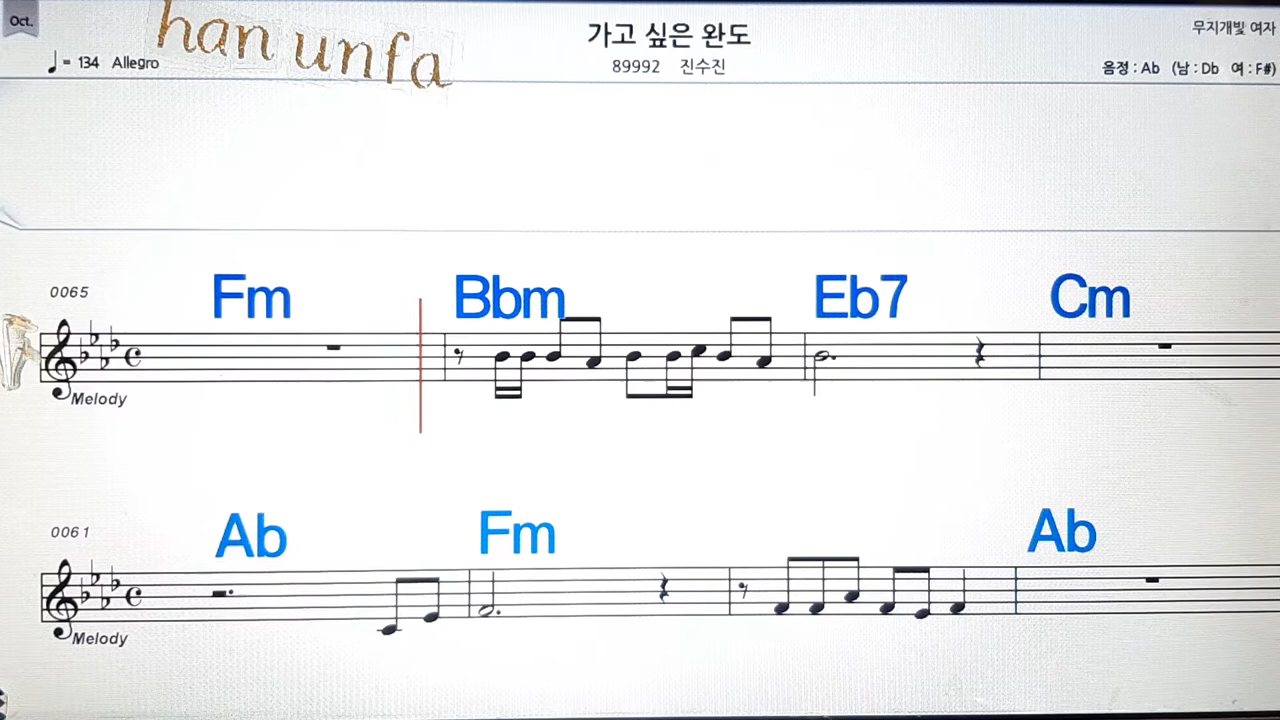 Oct.
han unfa
♩ = 134 Allegro
가고 싶은 완도
89992 진수진
무지개빛 여자
음정 : Ab (남 : Db 여 : F#)
0065
Fm Bbm Eb7 Cm
Melody
0061
Ab Fm Ab
Melody